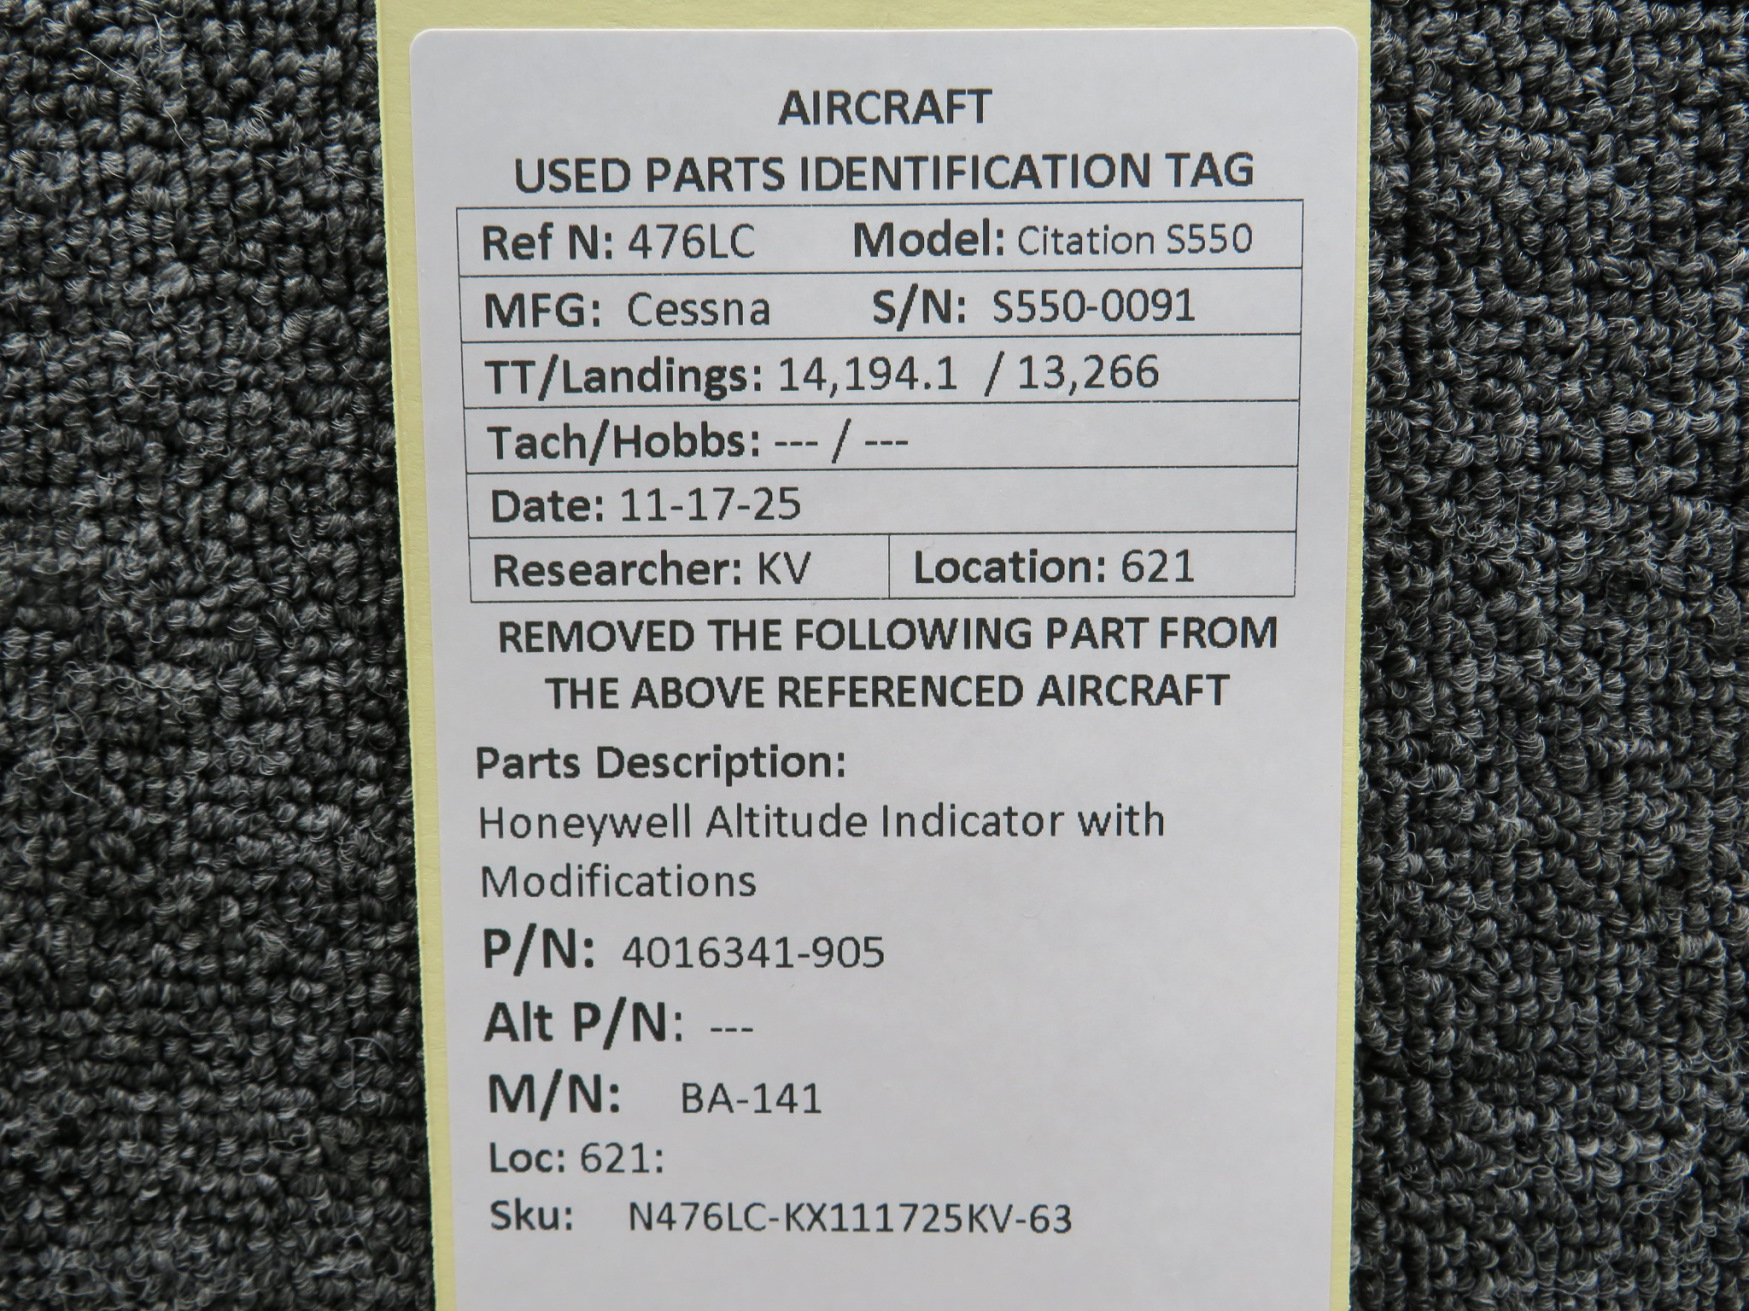 AIRCRAFT
USED PARTS IDENTIFICATION TAG
Ref N: 476LC Model: Citation S550
MFG: Cessna S/N: S550-0091
TT/Landings: 14,194.1 / 13,266
Tach/Hobbs: --- / ---
Date: 11-17-25
Researcher: KV Location: 621
REMOVED THE FOLLOWING PART FROM
THE ABOVE REFERENCED AIRCRAFT
Parts Description:
Honeywell Altitude Indicator with
Modifications
P/N: 4016341-905
Alt P/N: ---
M/N: BA-141
Loc: 621:
Sku: N476LC-KX111725KV-63